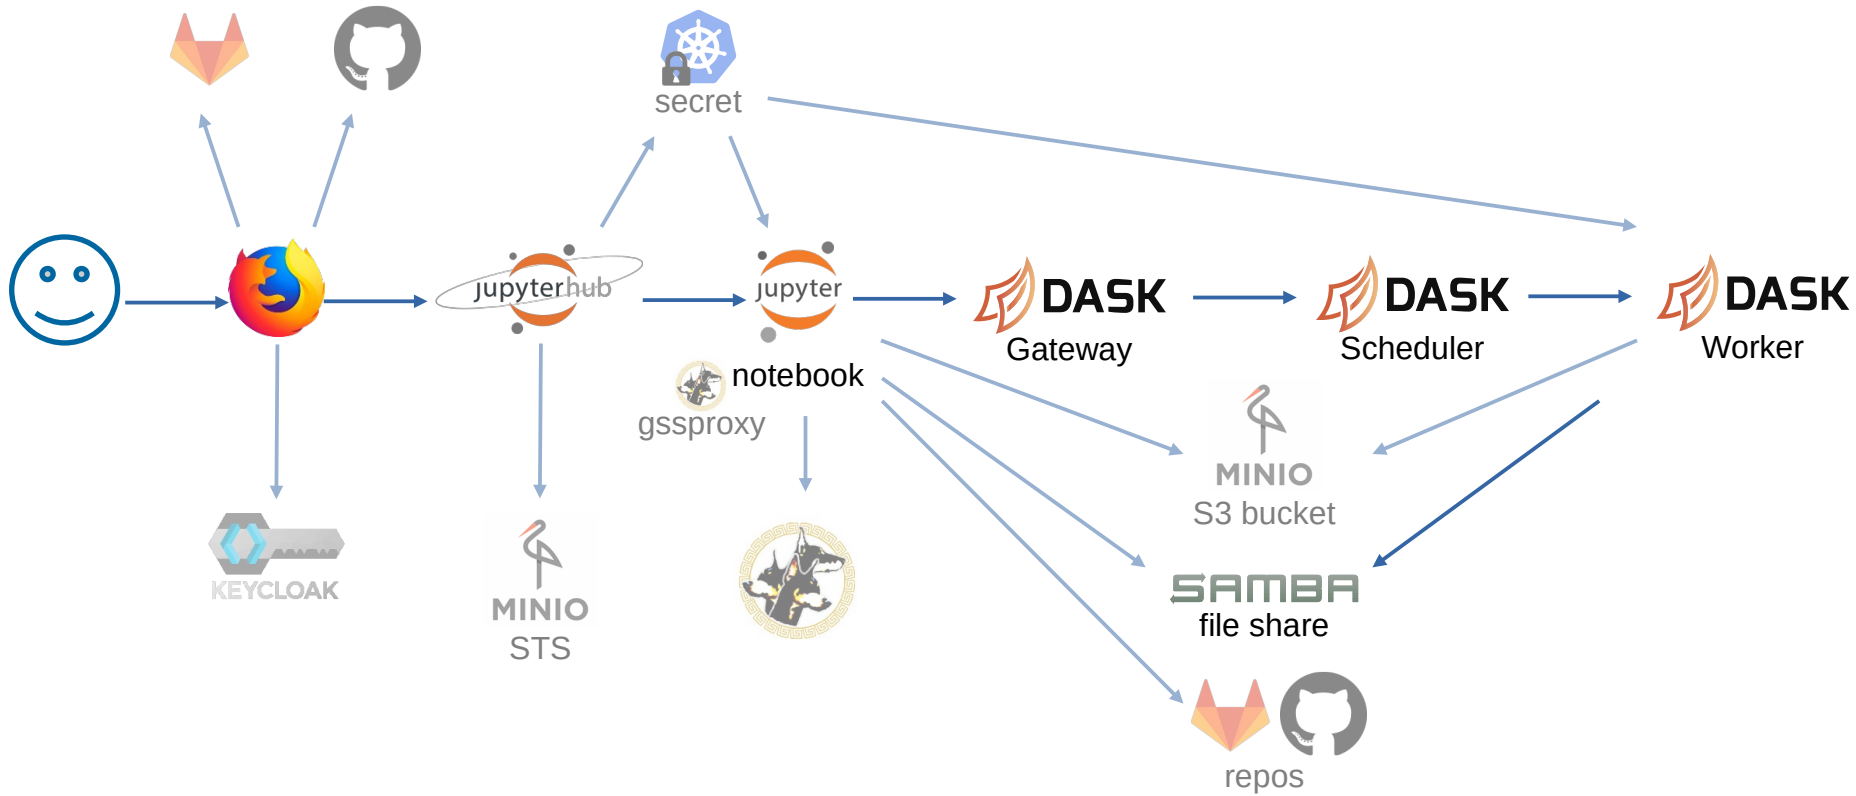 secret
jupyterhub
jupyter
DASK
DASK
DASK
Gateway
Scheduler
Worker
notebook
gssproxy
MINIO
S3 bucket
KEYCLOAK
MINIO
STS
SAMBA
file share
repos